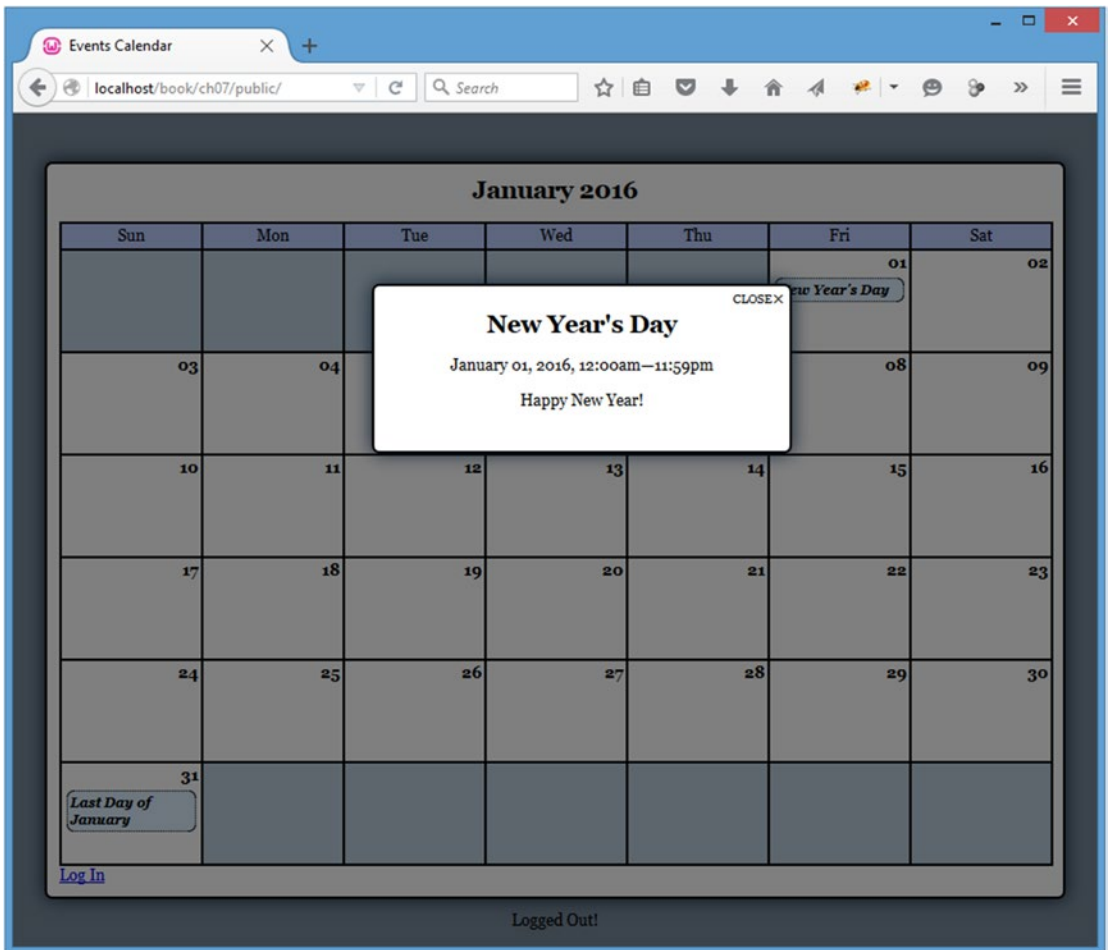 Events Calendar
localhost/book/ch07/public/
Search
January 2016
Sun Mon Tue Wed Thu Fri Sat
01 02
New Year's Day
CLOSE×
New Year's Day
January 01, 2016, 12:00am—11:59pm
Happy New Year!
03 04 08 09
10 11 12 13 14 15 16
17 18 19 20 21 22 23
24 25 26 27 28 29 30
31
Last Day of
January
Log In
Logged Out!